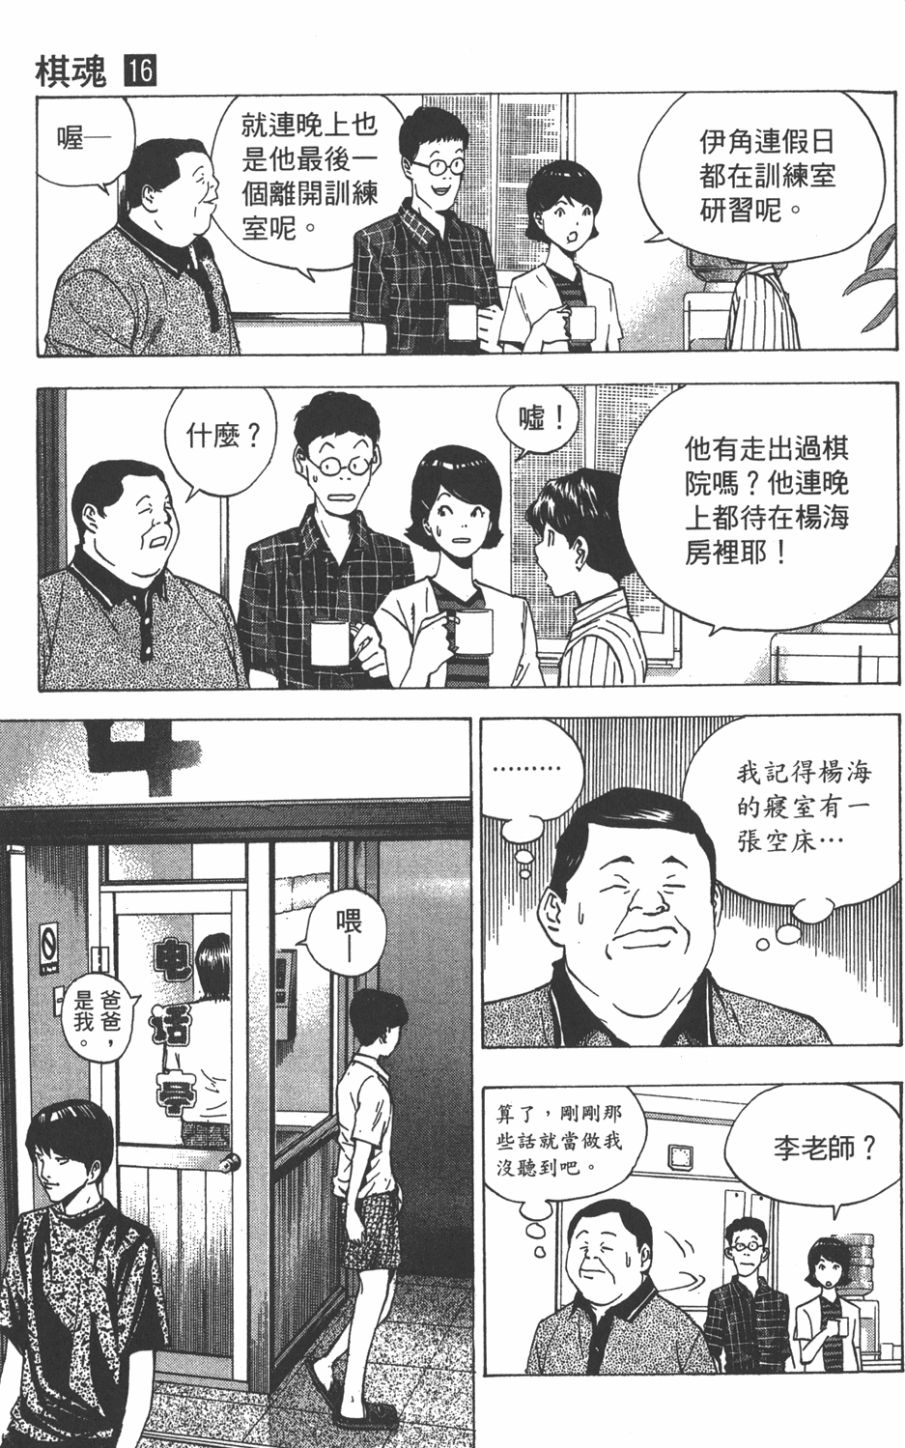 棋魂 16
伊角連假日
都在訓練室
研習呢。
就連晚上也
是他最後一
個離開訓練
室呢。
喔—
他有走出過棋
院嗎？他連晚
上都待在楊海
房裡耶！
噓！
什麼？
我記得楊海
的寢室有一
張空床…
………
李老師？
算了，剛剛那
些話就當做我
沒聽到吧。
喂—
电话亭
爸爸，
是我。